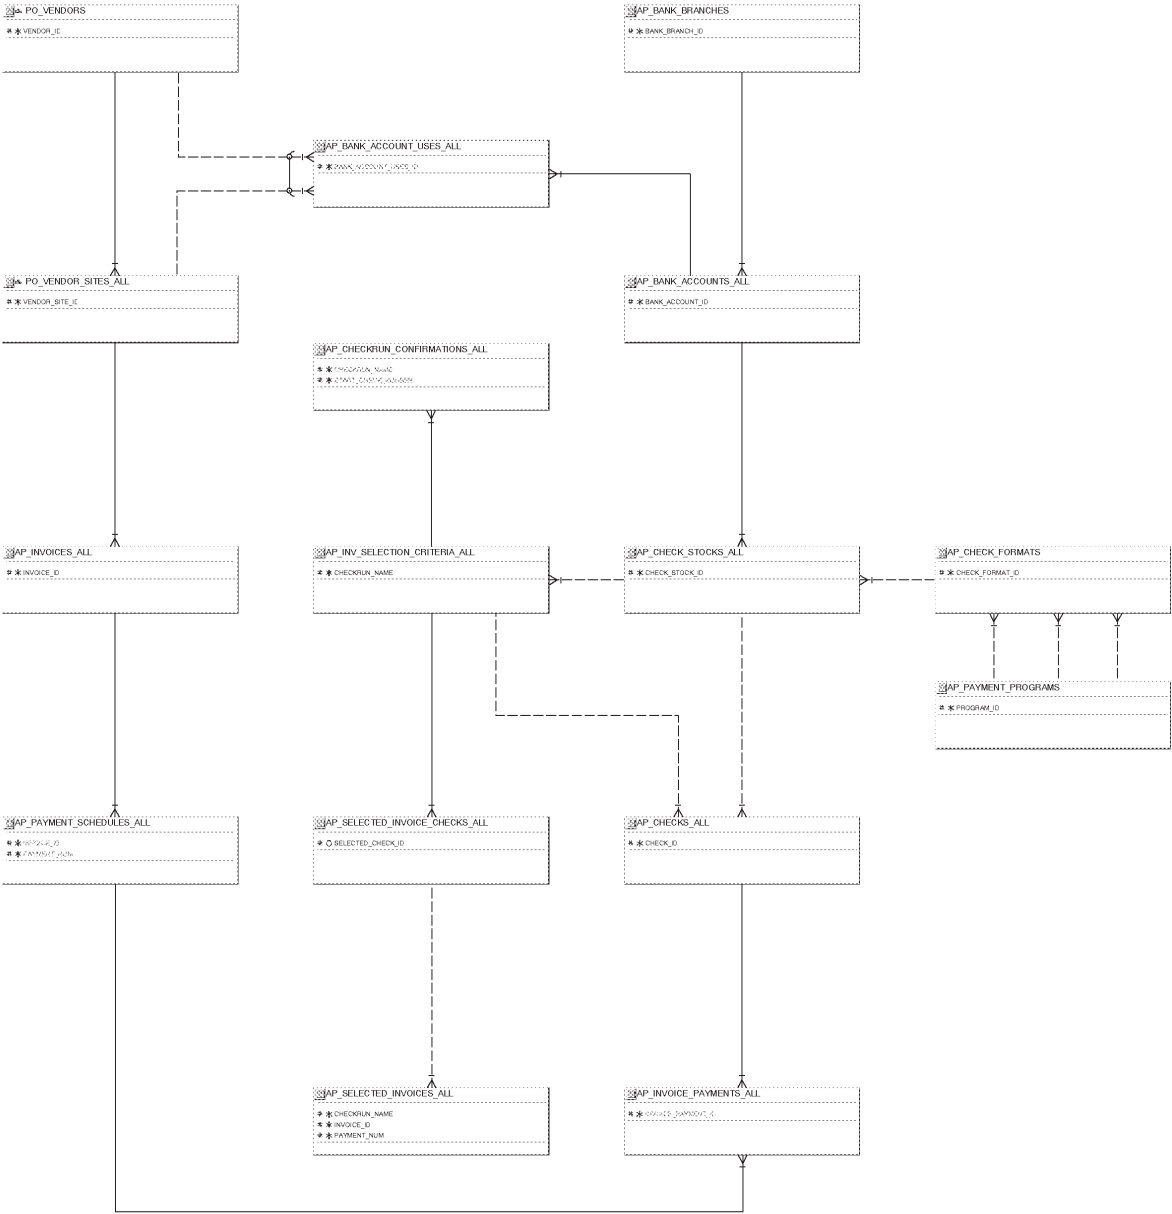 PO_VENDORS
# * VENDOR_ID
AP_BANK_BRANCHES
# * BANK_BRANCH_ID
AP_BANK_ACCOUNT_USES_ALL
# *
PO_VENDOR_SITES_ALL
# * VENDOR_SITE_ID
AP_BANK_ACCOUNTS_ALL
# * BANK_ACCOUNT_ID
AP_CHECKRUN_CONFIRMATIONS_ALL
# *
# *
AP_INVOICES_ALL
# * INVOICE_ID
AP_INV_SELECTION_CRITERIA_ALL
# * CHECKRUN_NAME
AP_CHECK_STOCKS_ALL
# * CHECK_STOCK_ID
AP_CHECK_FORMATS
# * CHECK_FORMAT_ID
AP_PAYMENT_PROGRAMS
# * PROGRAM_ID
AP_PAYMENT_SCHEDULES_ALL
# *
# *
AP_SELECTED_INVOICE_CHECKS_ALL
# O SELECTED_CHECK_ID
AP_CHECKS_ALL
# * CHECK_ID
AP_SELECTED_INVOICES_ALL
# * CHECKRUN_NAME
# * INVOICE_ID
# * PAYMENT_NUM
AP_INVOICE_PAYMENTS_ALL
# *